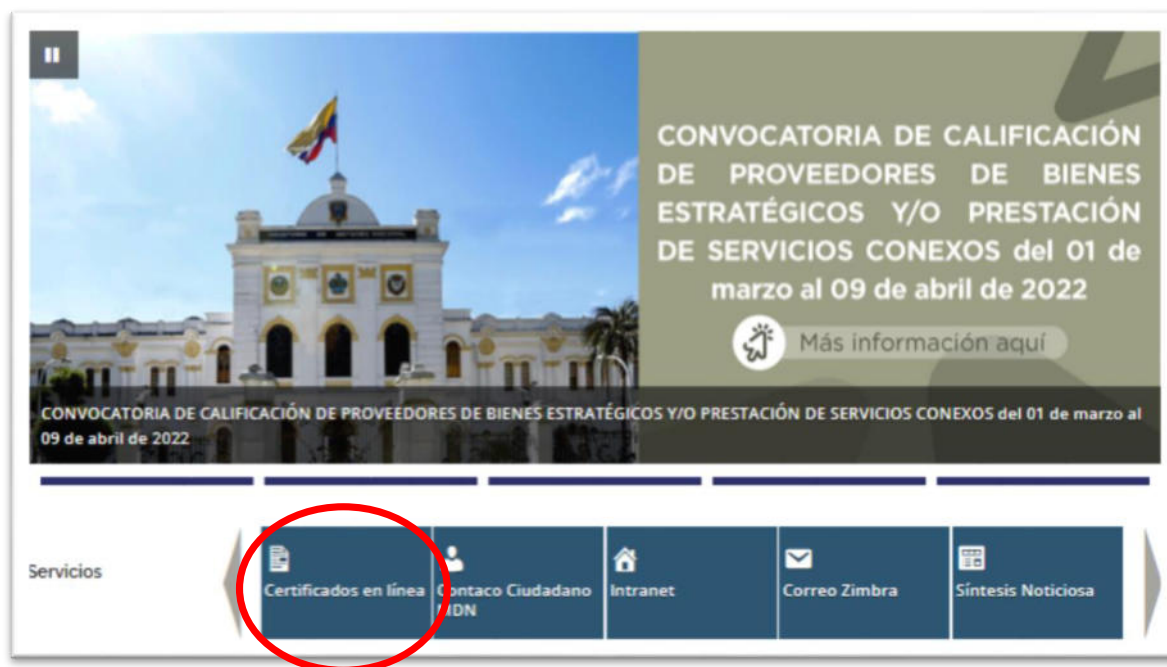 CONVOCATORIA DE CALIFICACIÓN
DE PROVEEDORES DE BIENES
ESTRATÉGICOS Y/O PRESTACIÓN
DE SERVICIOS CONEXOS del 01 de
marzo al 09 de abril de 2022
Más información aquí
CONVOCATORIA DE CALIFICACIÓN DE PROVEEDORES DE BIENES ESTRATÉGICOS Y/O PRESTACIÓN DE SERVICIOS CONEXOS del 01 de marzo al
09 de abril de 2022
Servicios
Certificados en línea
Contaco Ciudadano
MIDN
Intranet
Correo Zimbra
Síntesis Noticiosa